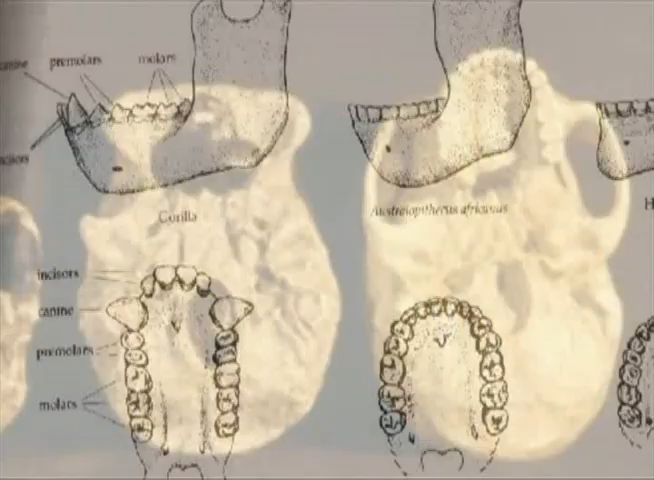 canine premolars molars
incisors
Gorilla
Australopithecus africanus
H
incisors
canine
premolars
molars